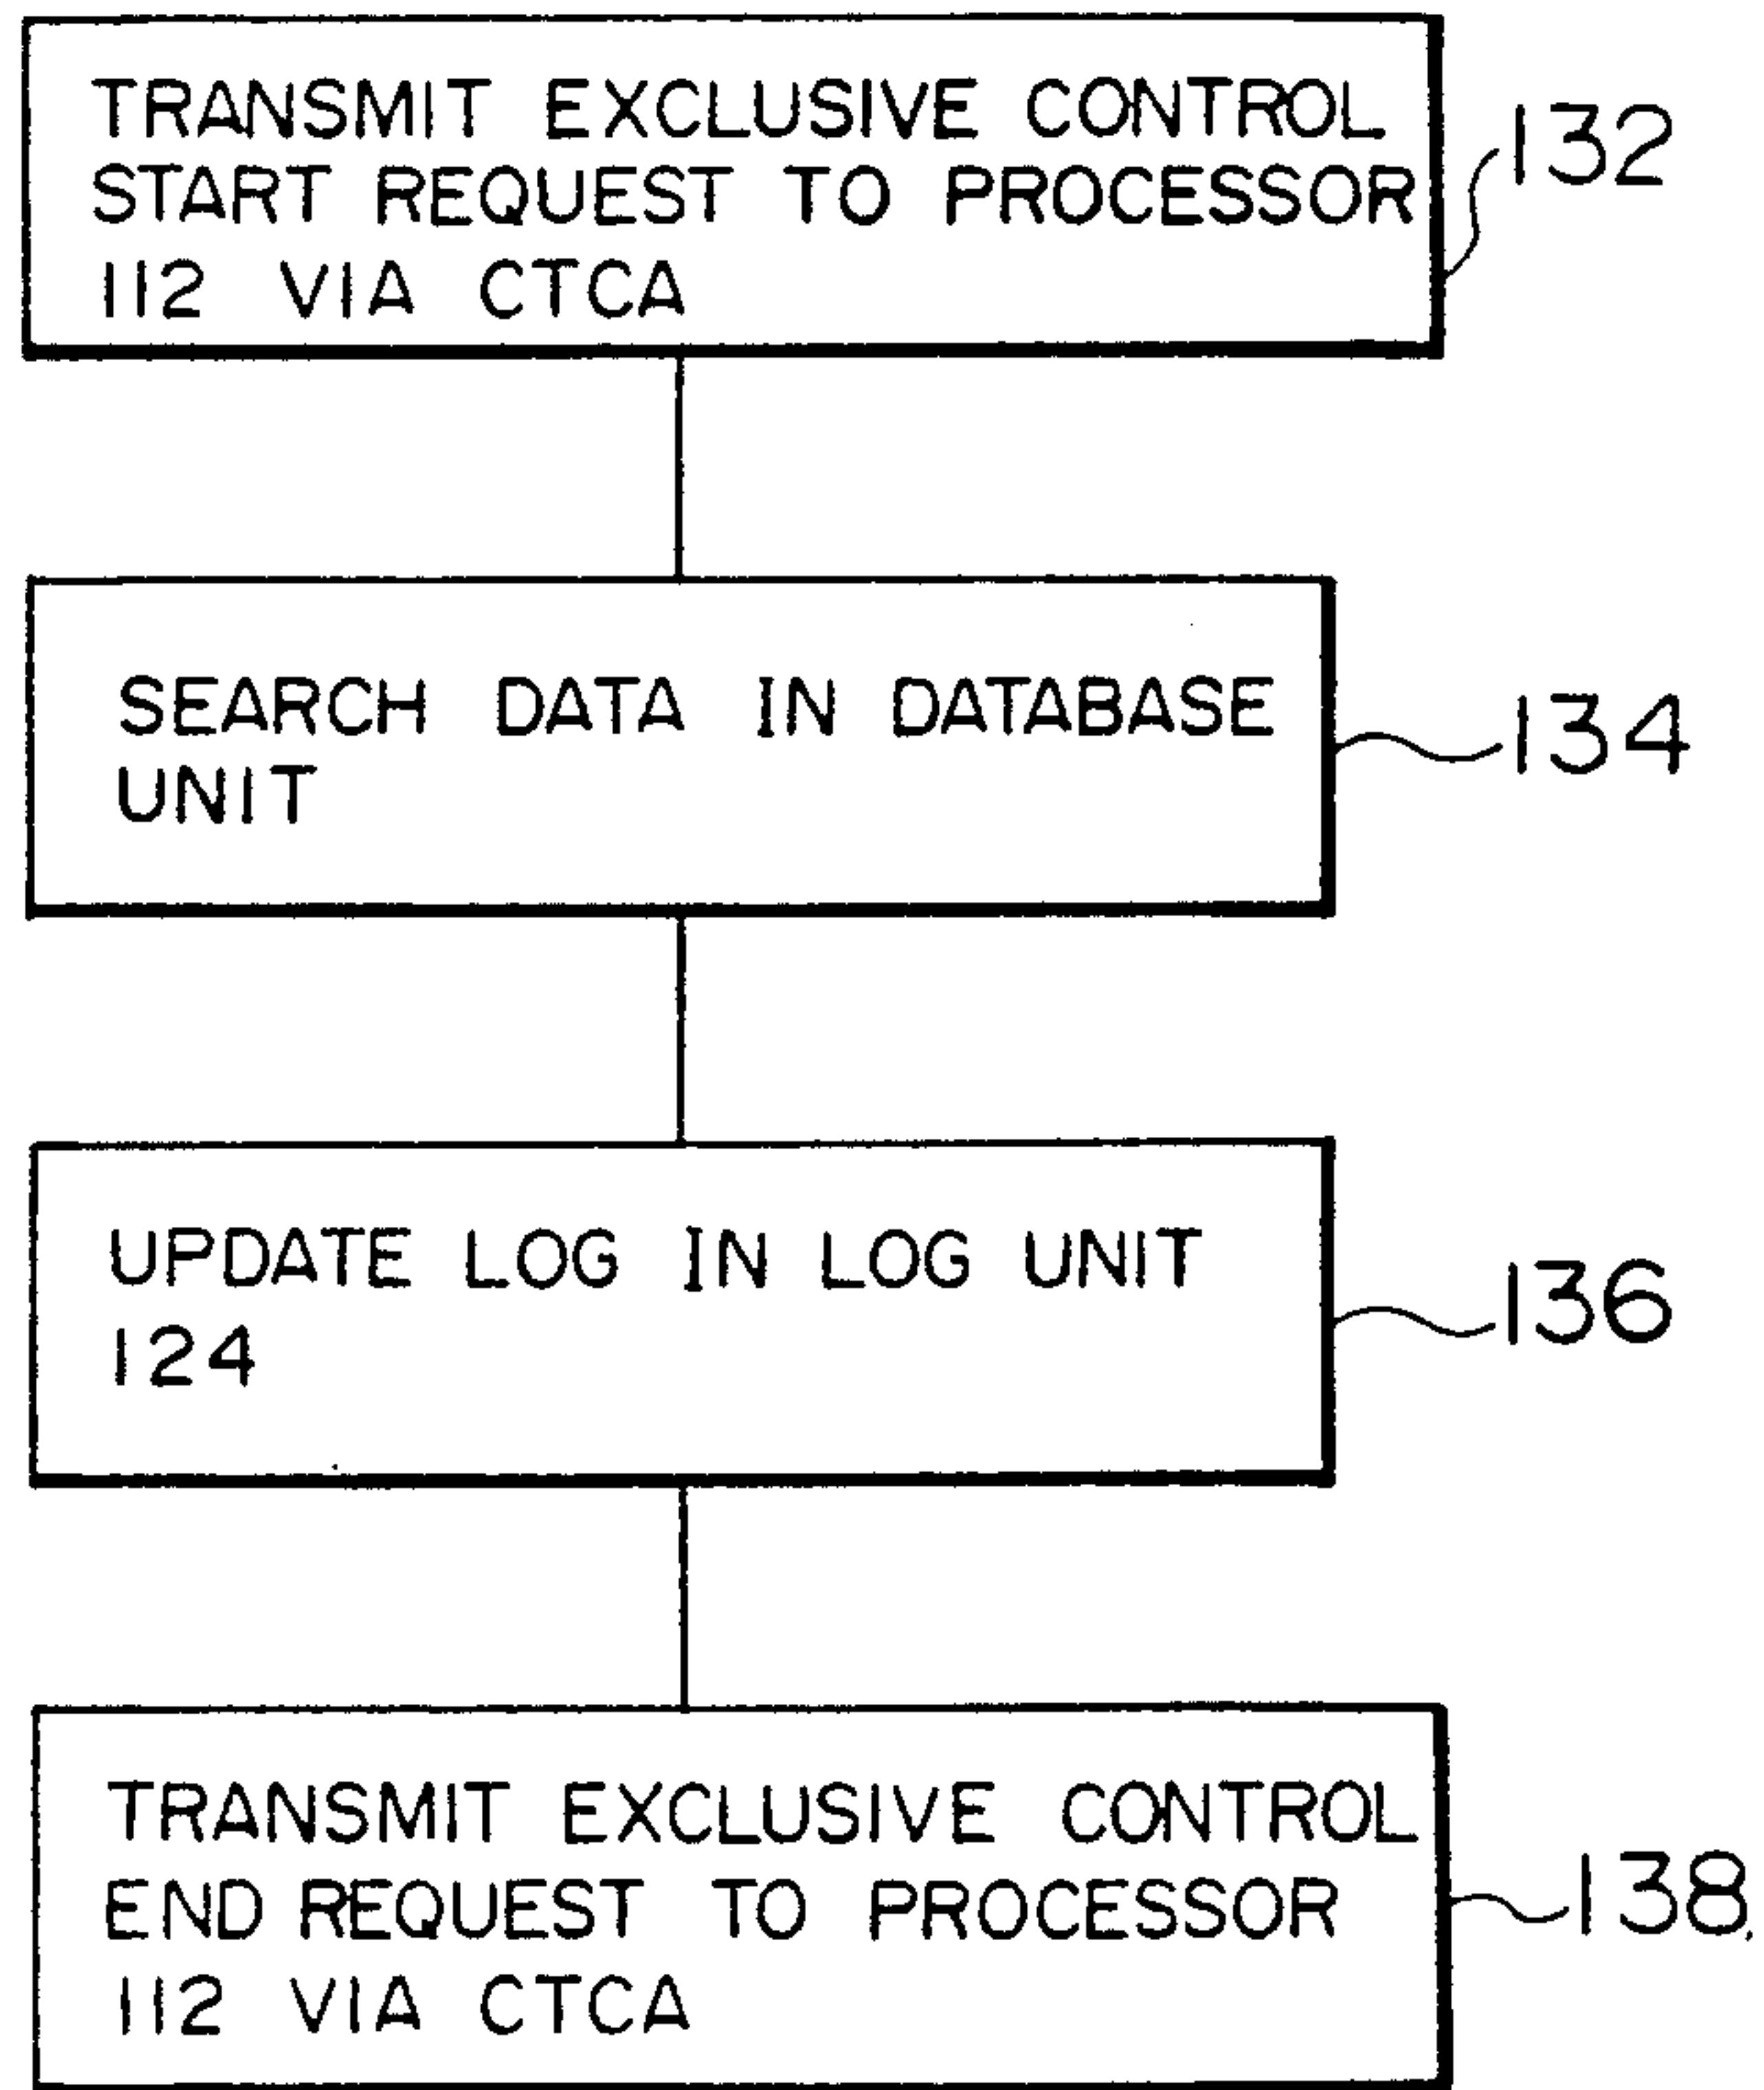 TRANSMIT EXCLUSIVE CONTROL
START REQUEST TO PROCESSOR
112 VIA CTCA
132
SEARCH DATA IN DATABASE
UNIT
134
UPDATE LOG IN LOG UNIT
124
136
TRANSMIT EXCLUSIVE CONTROL
END REQUEST TO PROCESSOR
112 VIA CTCA
138